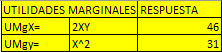 UTILIDADES MARGINALES RESPUESTA
UMgX= 2XY 46
UMgy= X^2 31